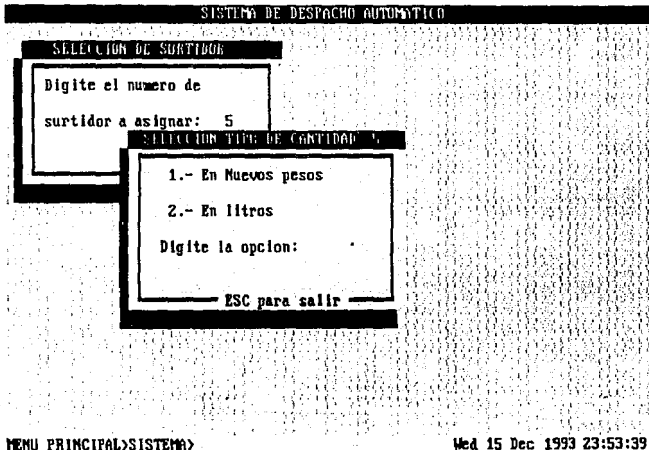 SISTEMA DE DESPACHO AUTOMATICO
SELECCION DE SURTIDOR
Digite el numero de
surtidor a asignar: 5
SELECCION TIPO DE CANTIDAD 5
1.- En Nuevos pesos
2.- En litros
Digite la opcion:
ESC para salir
MENU PRINCIPAL>SISTEMA>
Wed 15 Dec 1993 23:53:39